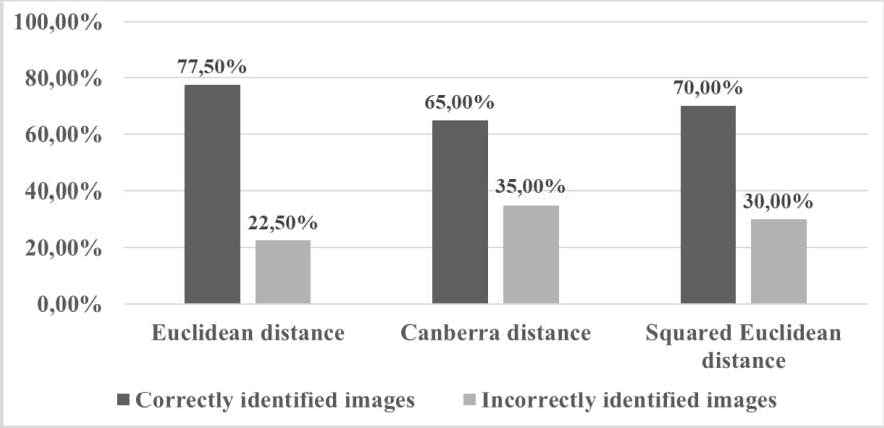 100,00%
80,00%
60,00%
40,00%
20,00%
0,00%
77,50%
22,50%
65,00%
35,00%
70,00%
30,00%
Euclidean distance
Canberra distance
Squared Euclidean
distance
Correctly identified images
Incorrectly identified images